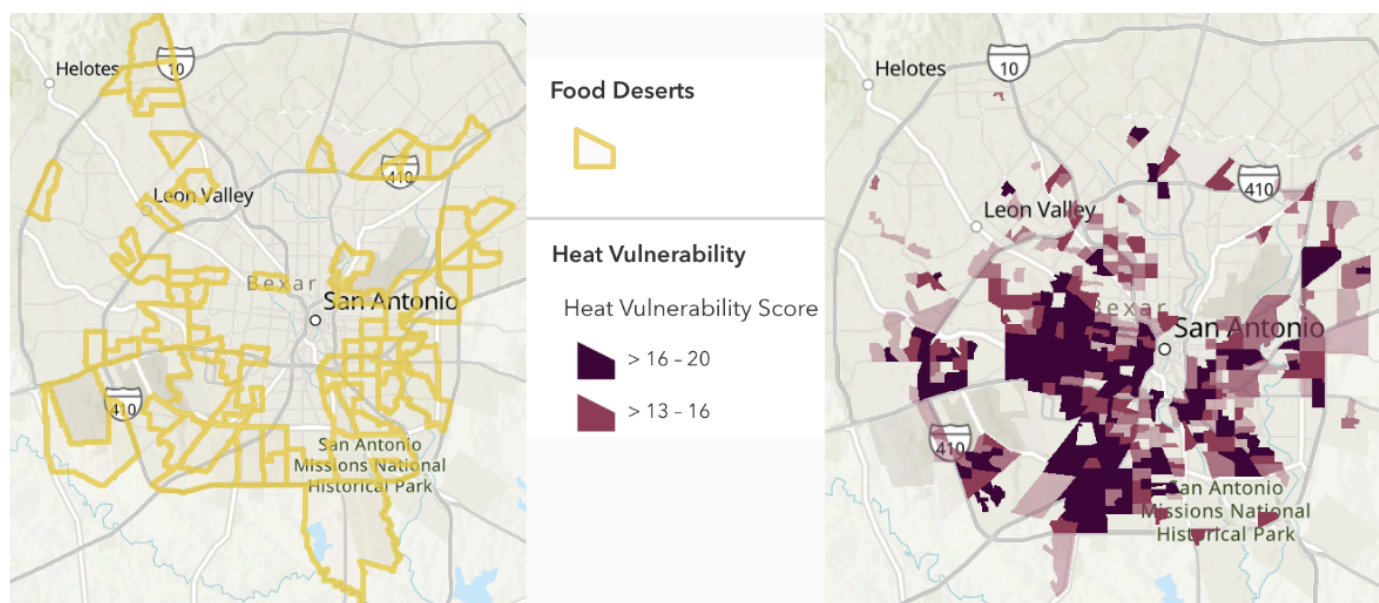 Helotes
10
410
Leon Valley
Bexar
San Antonio
410
San Antonio
Missions National
Historical Park
Food Deserts
Heat Vulnerability
Heat Vulnerability Score
> 16 - 20
> 13 - 16
Helotes
10
410
Leon Valley
Bexar
San Antonio
410
San Antonio
Missions National
Historical Park